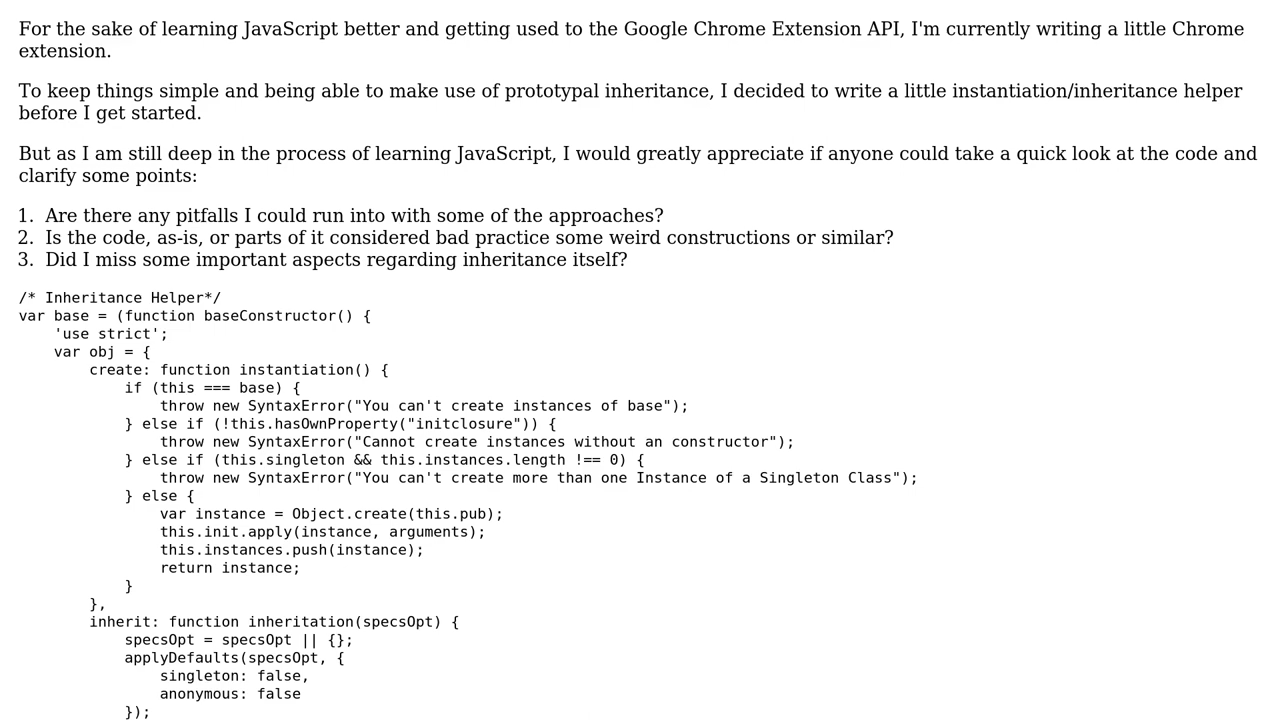 For the sake of learning JavaScript better and getting used to the Google Chrome Extension API, I'm currently writing a little Chrome
extension.
To keep things simple and being able to make use of prototypal inheritance, I decided to write a little instantiation/inheritance helper
before I get started.
But as I am still deep in the process of learning JavaScript, I would greatly appreciate if anyone could take a quick look at the code and
clarify some points:
1. Are there any pitfalls I could run into with some of the approaches?
2. Is the code, as-is, or parts of it considered bad practice some weird constructions or similar?
3. Did I miss some important aspects regarding inheritance itself?
/* Inheritance Helper*/
var base = (function baseConstructor() {
    'use strict';
    var obj = {
        create: function instantiation() {
            if (this === base) {
                throw new SyntaxError("You can't create instances of base");
            } else if (!this.hasOwnProperty("initclosure")) {
                throw new SyntaxError("Cannot create instances without an constructor");
            } else if (this.singleton && this.instances.length !== 0) {
                throw new SyntaxError("You can't create more than one Instance of a Singleton Class");
            } else {
                var instance = Object.create(this.pub);
                this.init.apply(instance, arguments);
                this.instances.push(instance);
                return instance;
            }
        },
        inherit: function inheritation(specsOpt) {
            specsOpt = specsOpt || {};
            applyDefaults(specsOpt, {
                singleton: false,
                anonymous: false
            });